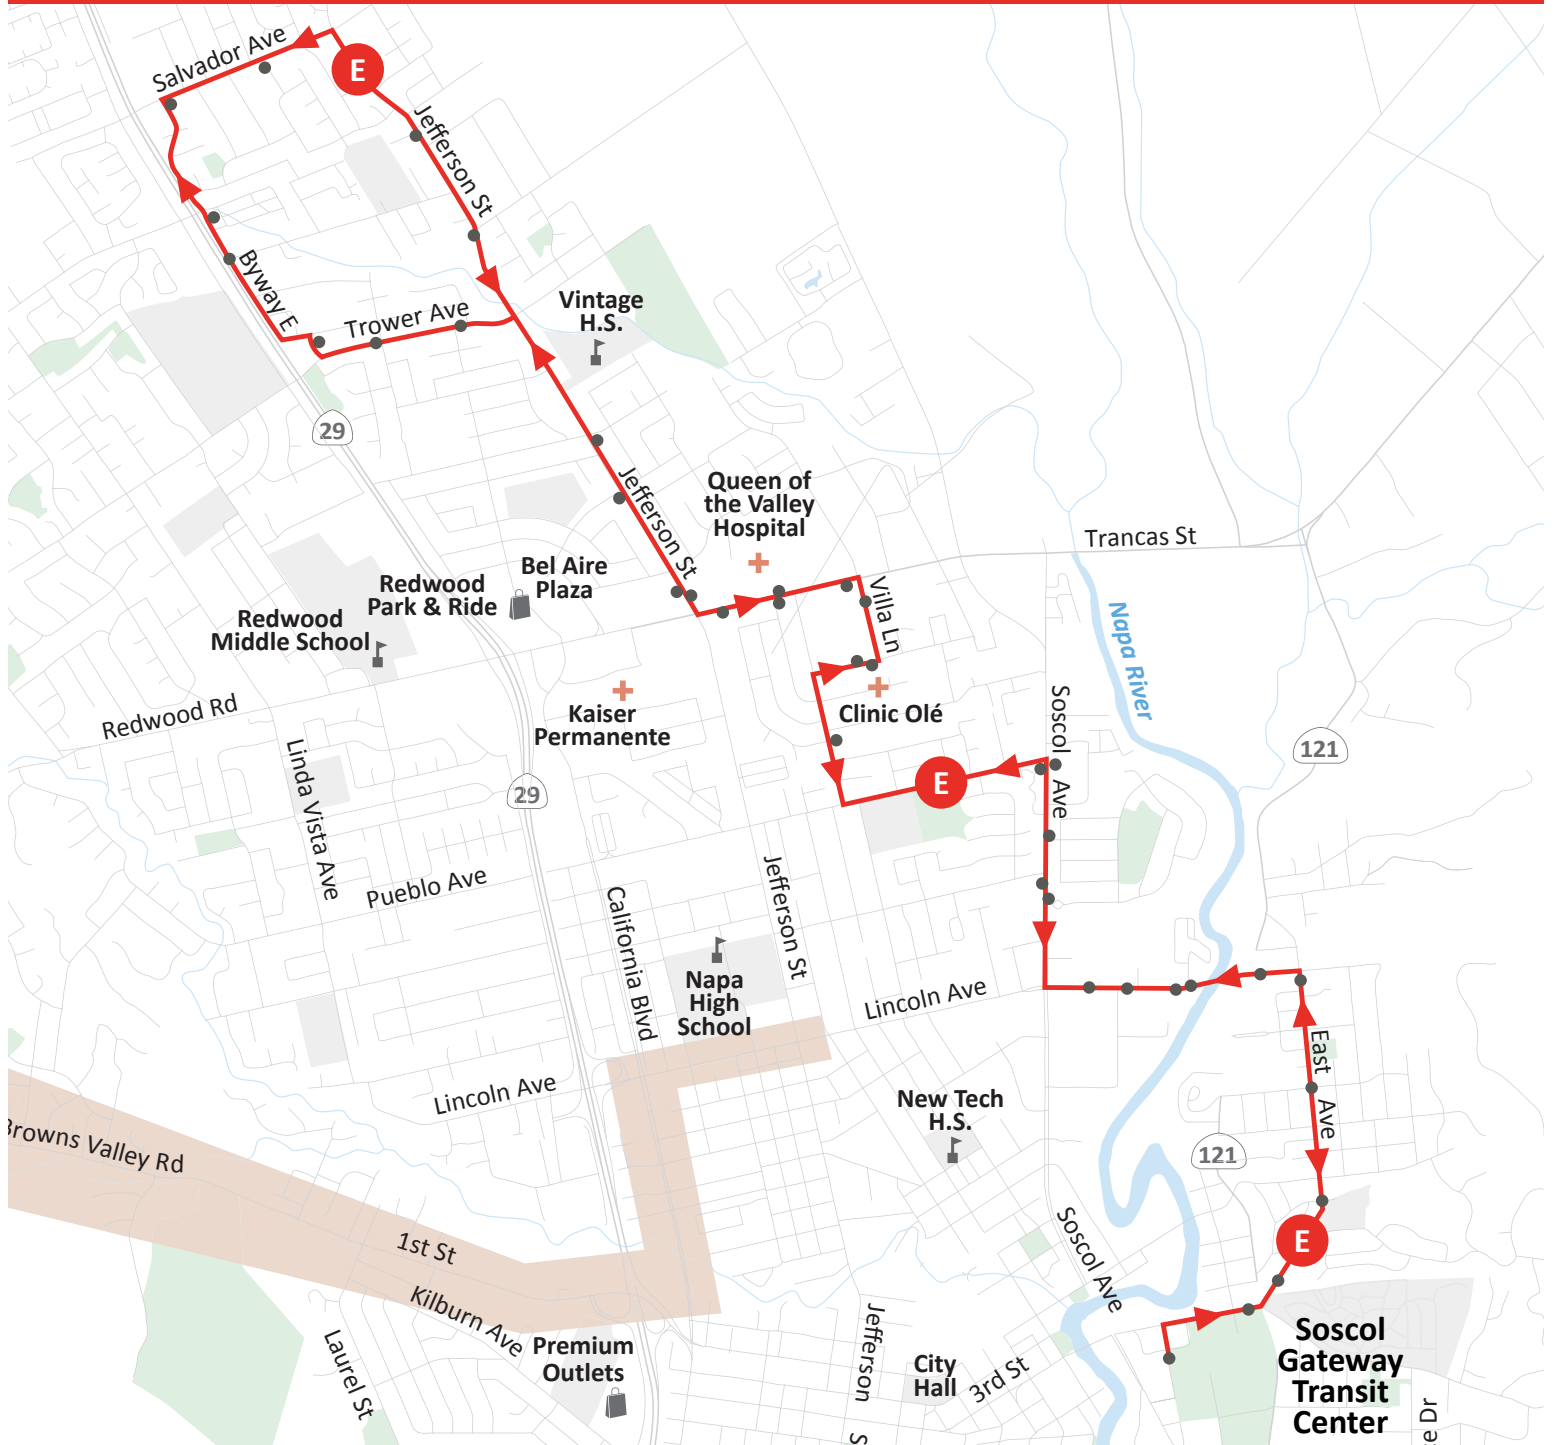 Salvador Ave
E
Jefferson St
Byway E
Trower Ave
Vintage
H.S.
29
Jefferson St
Queen of
the Valley
Hospital
Trancas St
Bel Aire
Plaza
Redwood
Park & Ride
Redwood
Middle School
Villa Ln
Napa River
Redwood Rd
Kaiser
Permanente
Clinic Olé
Soscol Ave
121
Linda Vista Ave
29
E
Pueblo Ave
California Blvd
Jefferson St
Napa
High
School
Lincoln Ave
East Ave
Lincoln Ave
New Tech
H.S.
Browns Valley Rd
121
1st St
Soscol Ave
E
Kilburn Ave
Laurel St
Premium
Outlets
Jefferson S
City
Hall
3rd St
Soscol
Gateway
Transit
Center
e Dr